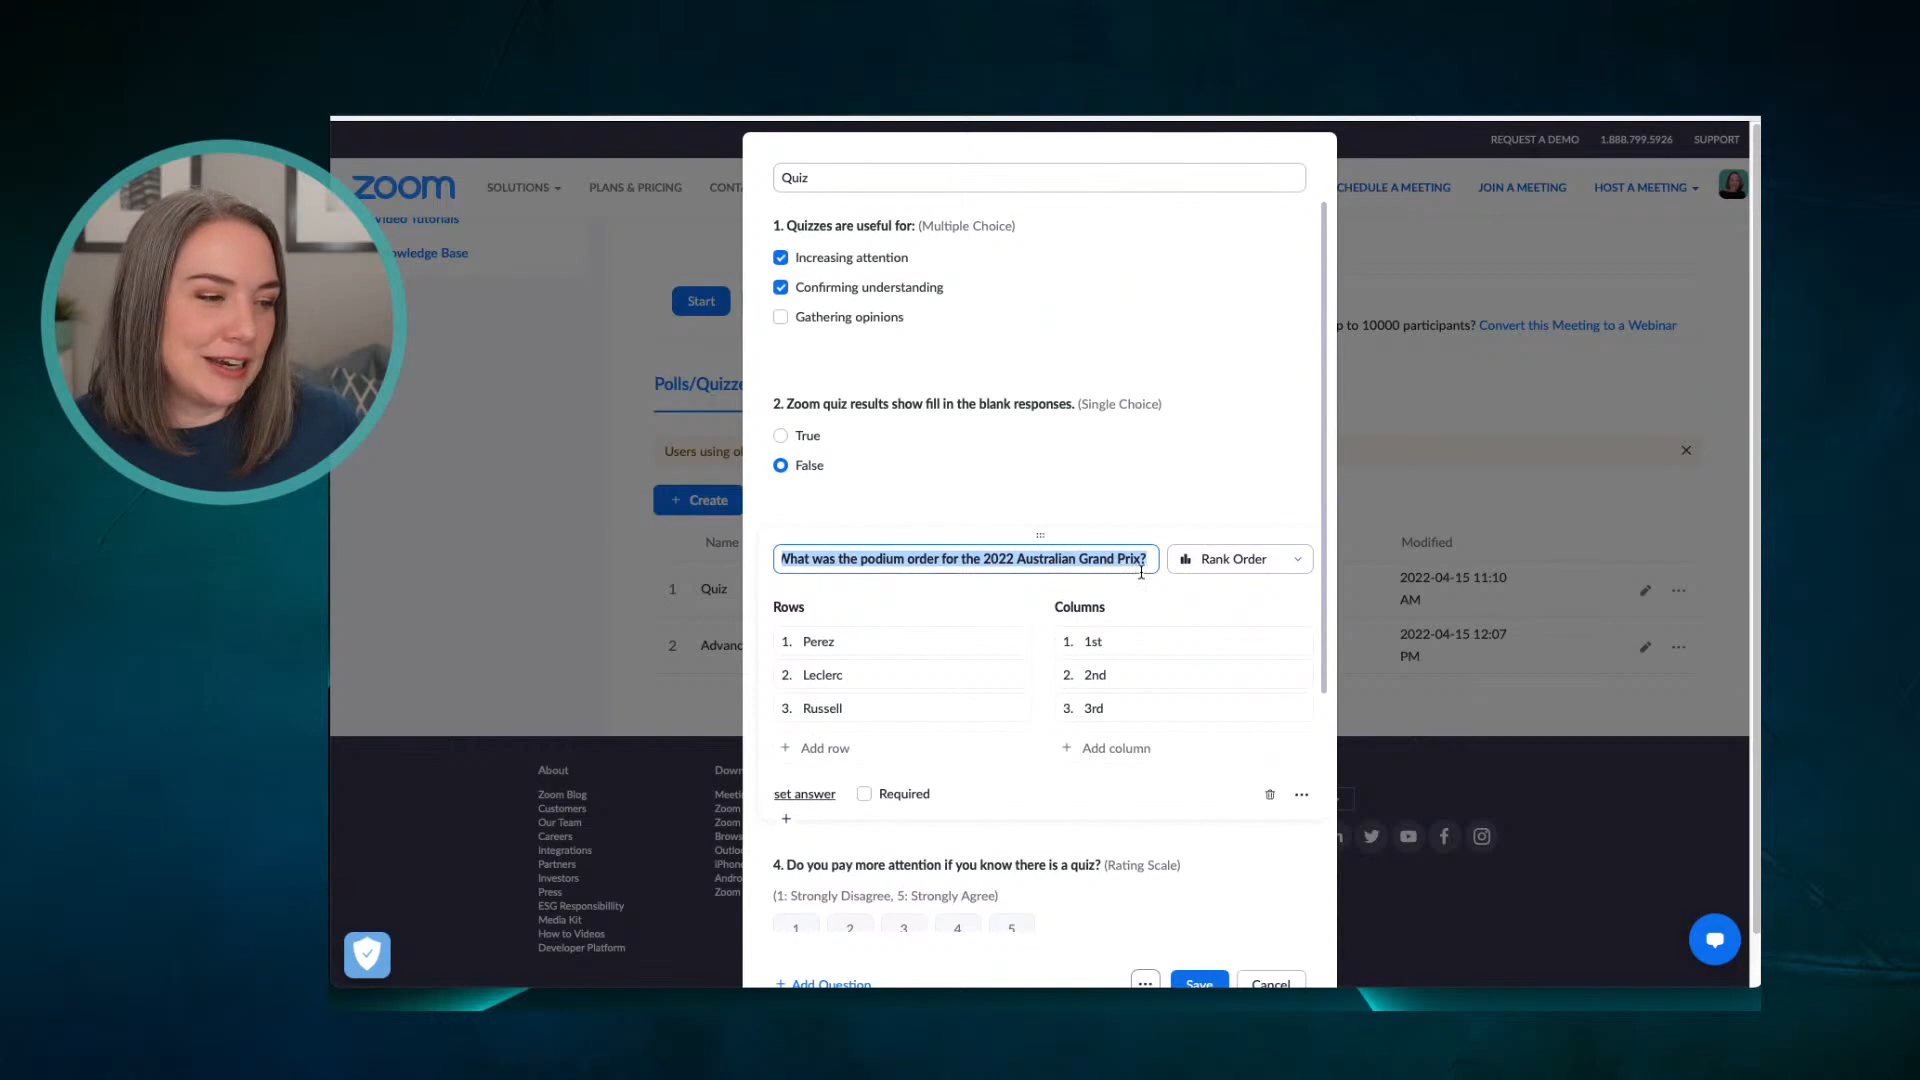 REQUEST A DEMO 1.888.799.5926 SUPPORT
zoom SOLUTIONS PLANS & PRICING CONTA CHEDULE A MEETING JOIN A MEETING HOST A MEETING
Video Tutorials
owledge Base
Start
p to 10000 participants? Convert this Meeting to a Webinar
Polls/Quizze
Users using ol
+ Create
Name Modified
1 Quiz 2022-04-15 11:10 AM
2 Advanc 2022-04-15 12:07 PM
Quiz
1. Quizzes are useful for: (Multiple Choice)
Increasing attention
Confirming understanding
Gathering opinions
2. Zoom quiz results show fill in the blank responses. (Single Choice)
True
False
What was the podium order for the 2022 Australian Grand Prix? Rank Order
Rows Columns
1. Perez 1. 1st
2. Leclerc 2. 2nd
3. Russell 3. 3rd
+ Add row + Add column
set answer Required
+
4. Do you pay more attention if you know there is a quiz? (Rating Scale)
(1: Strongly Disagree, 5: Strongly Agree)
1 2 3 4 5
+ Add Question ... Save Cancel
About
Zoom Blog
Customers
Our Team
Careers
Integrations
Partners
Investors
Press
ESG Responsibillity
Media Kit
How to Videos
Developer Platform
Down
Meeti
Zoom
Zoom
Brows
Outlo
iPhon
Andro
Zoom